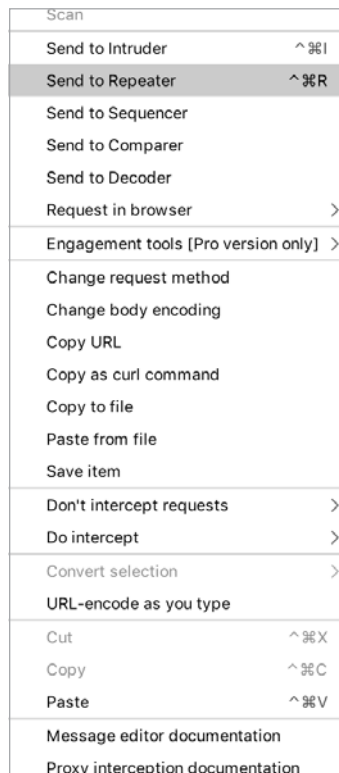 Scan
Send to Intruder ^⌘I
Send to Repeater ^⌘R
Send to Sequencer
Send to Comparer
Send to Decoder
Request in browser >
Engagement tools [Pro version only] >
Change request method
Change body encoding
Copy URL
Copy as curl command
Copy to file
Paste from file
Save item
Don't intercept requests >
Do intercept >
Convert selection >
URL-encode as you type
Cut ^⌘X
Copy ^⌘C
Paste ^⌘V
Message editor documentation
Proxy interception documentation